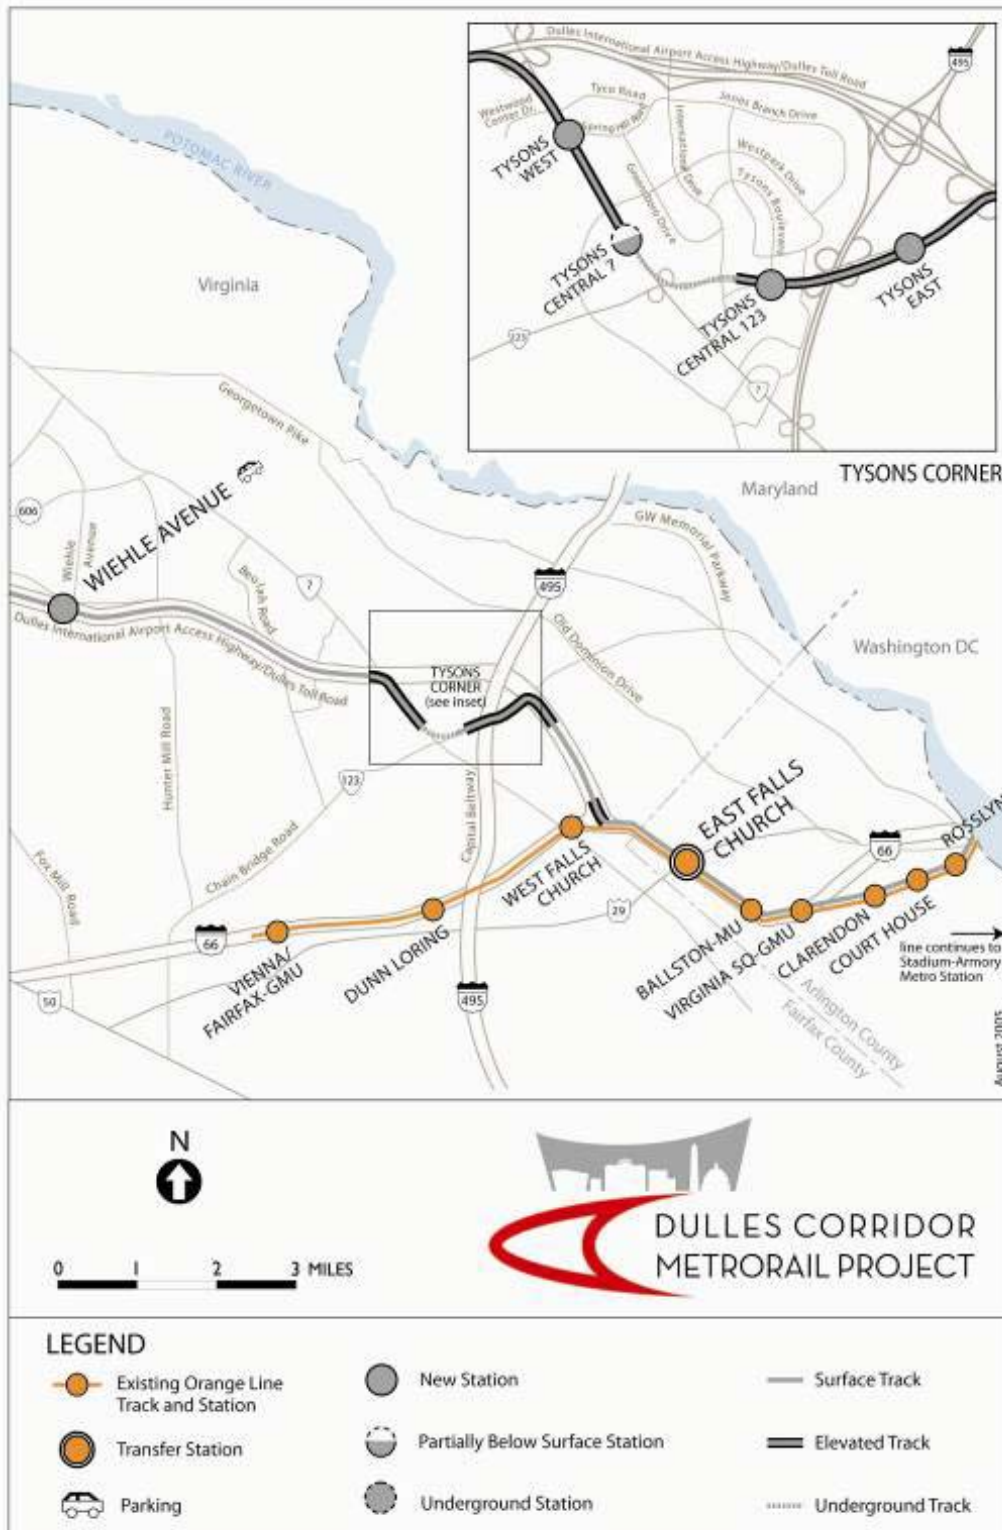 Dulles International Airport Access Highway/Dulles Toll Road
495
Tyco Road
Jones Branch Drive
Westwood
Center Dr.
Springhill Road
International Drive
Westpark Drive
Tysons Boulevard
Greensboro Drive
TYSONS
WEST
TYSONS
CENTRAL 7
TYSONS
CENTRAL 123
TYSONS
EAST
123
7
TYSONS CORNER
POTOMAC RIVER
Virginia
Maryland
Washington DC
Georgetown Pike
GW Memorial Parkway
606
Wiehle
Avenue
WIEHLE AVENUE
Beulah Road
7
495
Old Dominion Drive
Dulles International Airport Access Highway/Dulles Toll Road
TYSONS
CORNER
(see inset)
Hunter Mill Road
123
Capital Beltway
Chain Bridge Road
Fox Mill Road
EAST FALLS
CHURCH
WEST FALLS
CHURCH
66
ROSSLYN
29
66
VIENNA/
FAIRFAX-GMU
DUNN LORING
BALLSTON-MU
VIRGINIA SQ-GMU
CLARENDON
COURT HOUSE
line continues to
Stadium-Armory
Metro Station
50
495
Arlington County
Fairfax County
August 2005
N
0 1 2 3 MILES
DULLES CORRIDOR
METRORAIL PROJECT
LEGEND
Existing Orange Line
Track and Station
Transfer Station
Parking
New Station
Partially Below Surface Station
Underground Station
Surface Track
Elevated Track
Underground Track